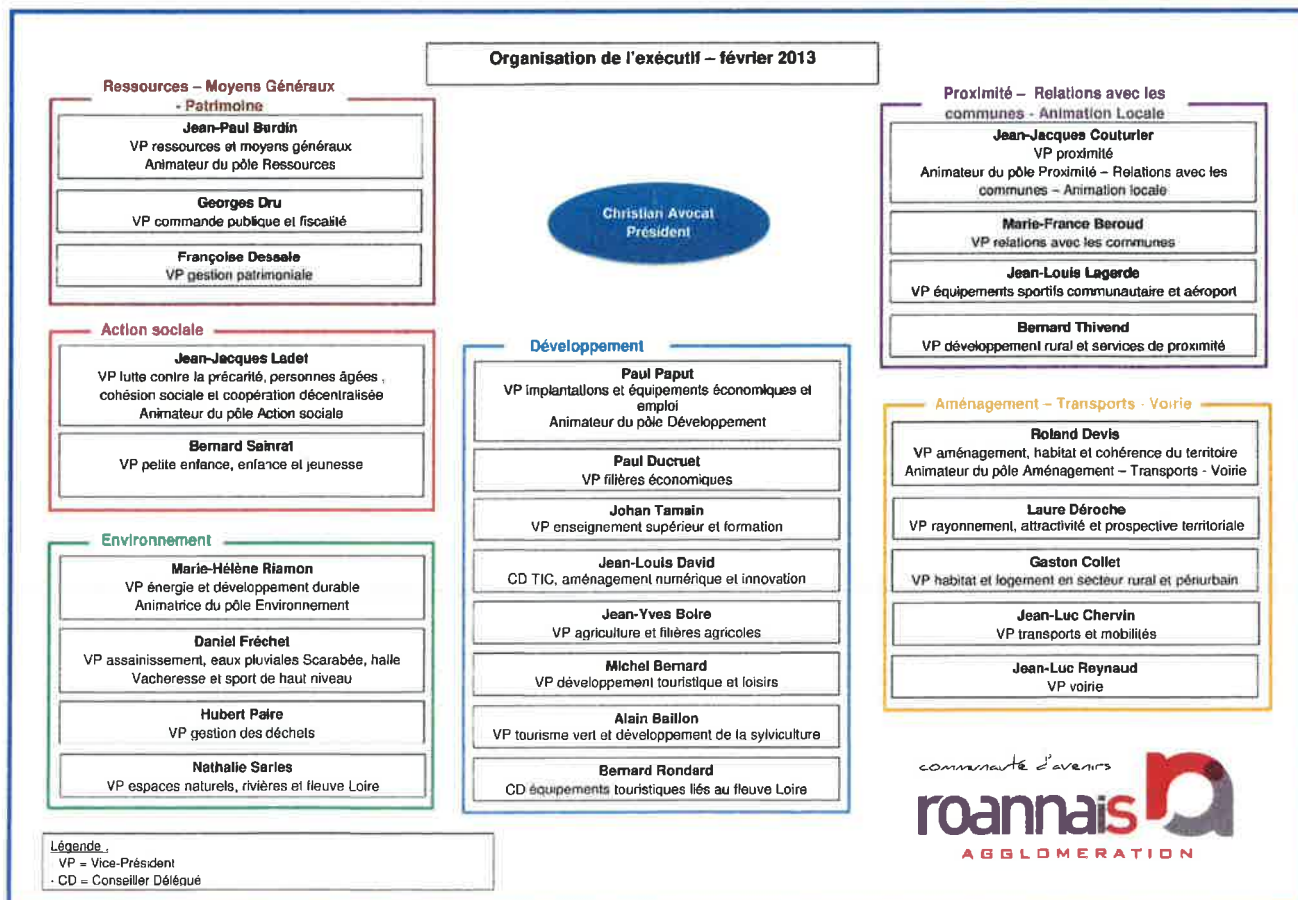 Organisation de l'exécutif – février 2013
Ressources – Moyens Généraux
- Patrimoine
Jean-Paul Burdin
VP ressources et moyens généraux
Animateur du pôle Ressources
Georges Dru
VP commande publique et fiscalité
Françoise Dessale
VP gestion patrimoniale
Action sociale
Jean-Jacques Ladet
VP lutte contre la précarité, personnes âgées ,
cohésion sociale et coopération décentralisée
Animateur du pôle Action sociale
Bernard Sainrat
VP petite enfance, enfance et jeunesse
Environnement
Marie-Hélène Riamon
VP énergie et développement durable
Animatrice du pôle Environnement
Daniel Fréchet
VP assainissement, eaux pluviales Scarabée, halle
Vacheresse et sport de haut niveau
Hubert Paire
VP gestion des déchets
Nathalie Sarles
VP espaces naturels, rivières et fleuve Loire
Légende :
VP = Vice-Président
- CD = Conseiller Délégué
Christian Avocat
Président
Développement
Paul Paput
VP implantations et équipements économiques et
emploi
Animateur du pôle Développement
Paul Ducruet
VP filières économiques
Johan Tamain
VP enseignement supérieur et formation
Jean-Louis David
CD TIC, aménagement numérique et innovation
Jean-Yves Boire
VP agriculture et filières agricoles
Michel Bernard
VP développement touristique et loisirs
Alain Baillon
VP tourisme vert et développement de la sylviculture
Bernard Rondard
CD équipements touristiques liés au fleuve Loire
Proximité – Relations avec les
communes - Animation Locale
Jean-Jacques Couturier
VP proximité
Animateur du pôle Proximité – Relations avec les
communes – Animation locale
Marie-France Beroud
VP relations avec les communes
Jean-Louis Lagarde
VP équipements sportifs communautaire et aéroport
Bernard Thivend
VP développement rural et services de proximité
Aménagement – Transports - Voirie
Roland Devis
VP aménagement, habitat et cohérence du territoire
Animateur du pôle Aménagement – Transports - Voirie
Laure Déroche
VP rayonnement, attractivité et prospective territoriale
Gaston Collet
VP habitat et logement en secteur rural et périurbain
Jean-Luc Chervin
VP transports et mobilités
Jean-Luc Reynaud
VP voirie
communauté d'avenirs
roannais
AGGLOMERATION